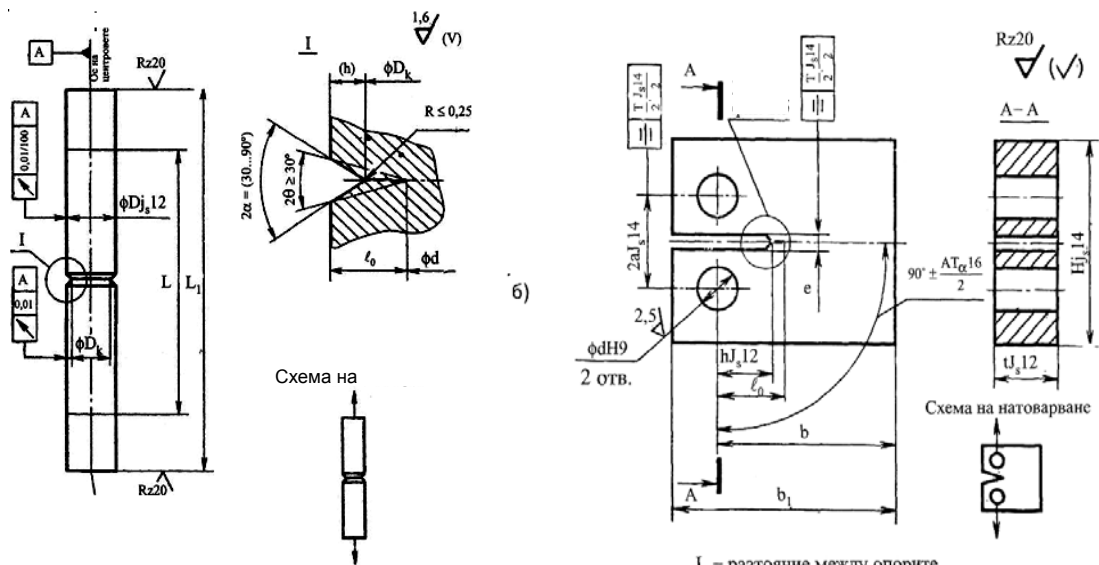 A
Ос на
центровете
Rz20
A
0,01/100
ϕDjₛ12
I
A
0,01
L
L₁
ϕDₖ
Rz20
I
1,6
(V)
(h)
ϕDₖ
R ≤ 0,25
2α = (30...90°)
2θ ≥ 30°
ℓ₀
ϕd
б)
Схема на
T Jₛ14
2, 2
A
T Jₛ14
2, 2
2aJₛ14
e
90° ± ATα16
2
2,5
ϕdH9
2 отв.
hJₛ12
ℓ₀
b
A
b₁
Rz20
(√)
A – A
Hjₛ14
tJₛ12
Схема на натоварване
L – разтояние между опорите